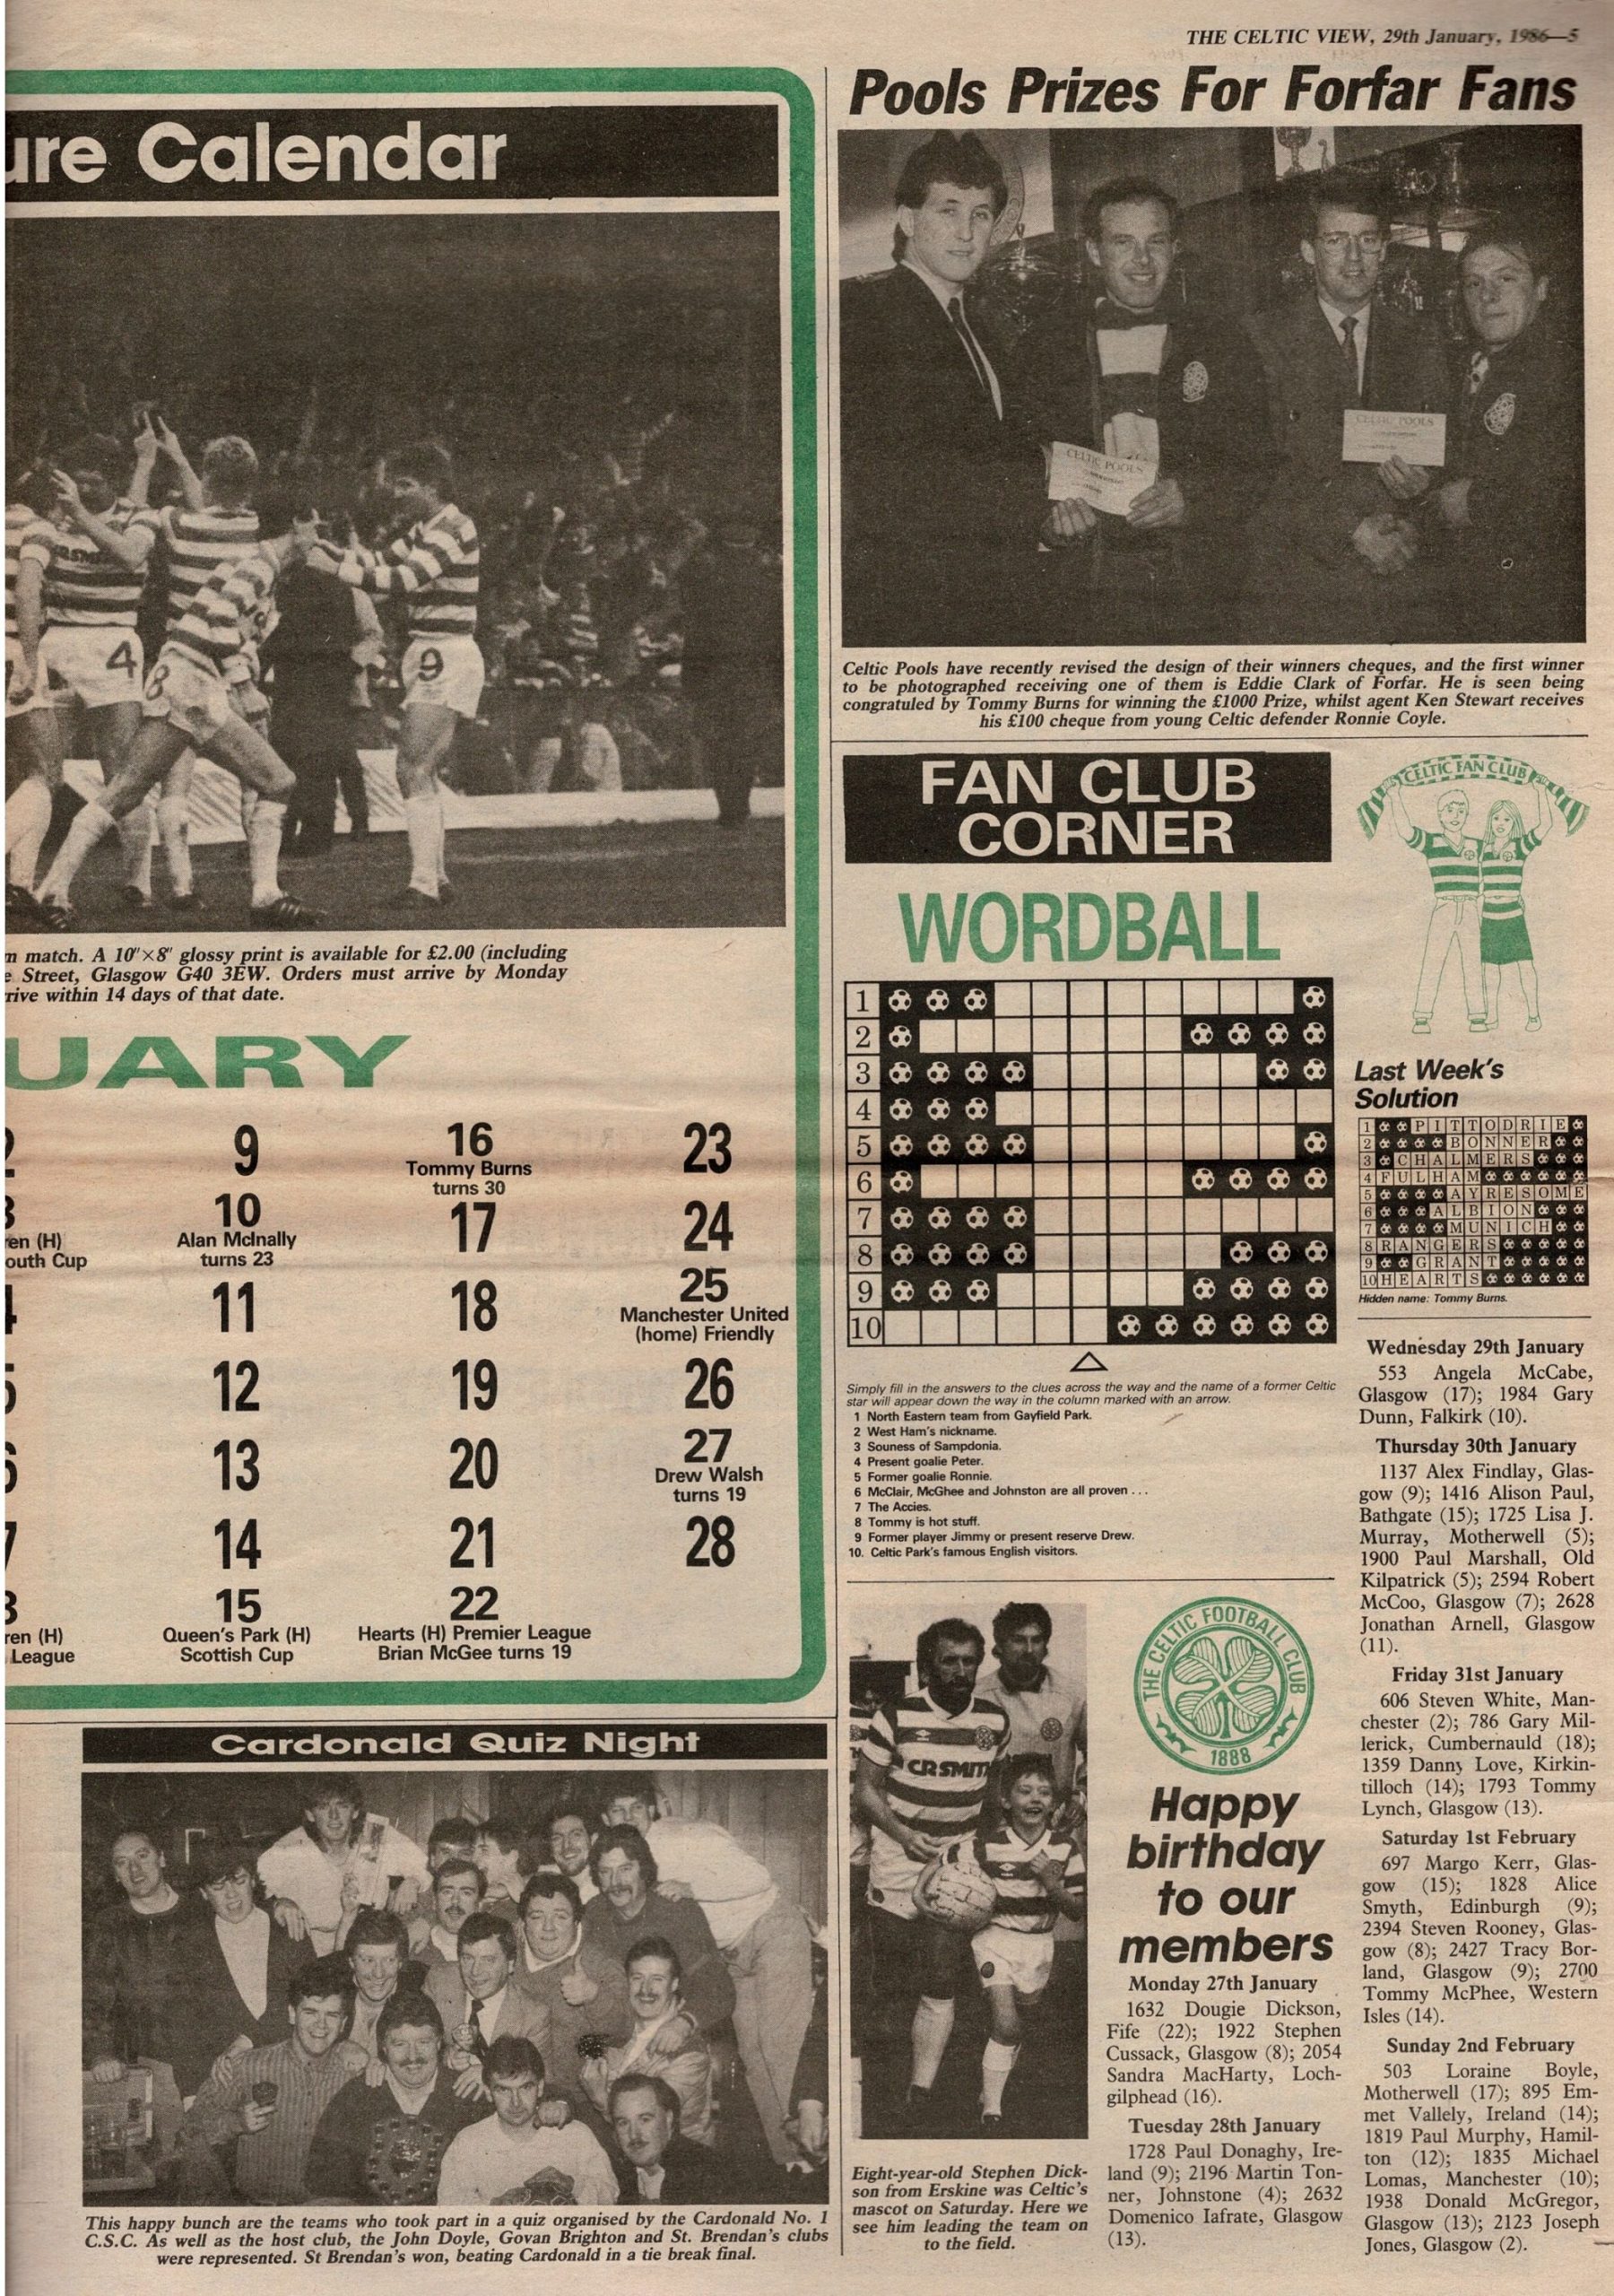 THE CELTIC VIEW, 29th January, 1986—5
ure Calendar
4
8
9
m match. A 10"×8" glossy print is available for £2.00 (including
e Street, Glasgow G40 3EW. Orders must arrive by Monday
rive within 14 days of that date.
UARY
9
16
Tommy Burns
turns 30
23
ren (H)
outh Cup
10
Alan McInally
turns 23
17
24
11
18
25
Manchester United
(home) Friendly
12
19
26
13
20
27
Drew Walsh
turns 19
14
21
28
ren (H)
League
15
Queen's Park (H)
Scottish Cup
22
Hearts (H) Premier League
Brian McGee turns 19
Cardonald Quiz Night
This happy bunch are the teams who took part in a quiz organised by the Cardonald No. 1
C.S.C. As well as the host club, the John Doyle, Govan Brighton and St. Brendan's clubs
were represented. St Brendan's won, beating Cardonald in a tie break final.
Pools Prizes For Forfar Fans
CELTIC POOLS
CELTIC POOLS
Celtic Pools have recently revised the design of their winners cheques, and the first winner
to be photographed receiving one of them is Eddie Clark of Forfar. He is seen being
congratuled by Tommy Burns for winning the £1000 Prize, whilst agent Ken Stewart receives
his £100 cheque from young Celtic defender Ronnie Coyle.
FAN CLUB
CORNER
CELTIC FAN CLUB
WORDBALL
1
2
3
4
5
6
7
8
9
10
Simply fill in the answers to the clues across the way and the name of a former Celtic
star will appear down the way in the column marked with an arrow.
1 North Eastern team from Gayfield Park.
2 West Ham's nickname.
3 Souness of Sampdonia.
4 Present goalie Peter.
5 Former goalie Ronnie.
6 McClair, McGhee and Johnston are all proven . . .
7 The Accies.
8 Tommy is hot stuff.
9 Former player Jimmy or present reserve Drew.
10. Celtic Park's famous English visitors.
Last Week's
Solution
1 PITTODRIE
2 BONNER
3 CHALMERS
4 FULHAM
5 AYRESOME
6 ALBION
7 MUNICH
8 RANGERS
9 GRANT
10 HEARTS
Hidden name: Tommy Burns.
CR SMITH
Eight-year-old Stephen Dick-
son from Erskine was Celtic's
mascot on Saturday. Here we
see him leading the team on
to the field.
THE CELTIC FOOTBALL CLUB
1888
Happy
birthday
to our
members
Monday 27th January
1632 Dougie Dickson,
Fife (22); 1922 Stephen
Cussack, Glasgow (8); 2054
Sandra MacHarty, Loch-
gilphead (16).
Tuesday 28th January
1728 Paul Donaghy, Ire-
land (9); 2196 Martin Ton-
ner, Johnstone (4); 2632
Domenico Iafrate, Glasgow
(13).
Wednesday 29th January
553 Angela McCabe,
Glasgow (17); 1984 Gary
Dunn, Falkirk (10).
Thursday 30th January
1137 Alex Findlay, Glas-
gow (9); 1416 Alison Paul,
Bathgate (15); 1725 Lisa J.
Murray, Motherwell (5);
1900 Paul Marshall, Old
Kilpatrick (5); 2594 Robert
McCoo, Glasgow (7); 2628
Jonathan Arnell, Glasgow
(11).
Friday 31st January
606 Steven White, Man-
chester (2); 786 Gary Mil-
lerick, Cumbernauld (18);
1359 Danny Love, Kirkin-
tilloch (14); 1793 Tommy
Lynch, Glasgow (13).
Saturday 1st February
697 Margo Kerr, Glas-
gow (15); 1828 Alice
Smyth, Edinburgh (9);
2394 Steven Rooney, Glas-
gow (8); 2427 Tracy Bor-
land, Glasgow (9); 2700
Tommy McPhee, Western
Isles (14).
Sunday 2nd February
503 Loraine Boyle,
Motherwell (17); 895 Em-
met Vallely, Ireland (14);
1819 Paul Murphy, Hamil-
ton (12); 1835 Michael
Lomas, Manchester (10);
1938 Donald McGregor,
Glasgow (13); 2123 Joseph
Jones, Glasgow (2).